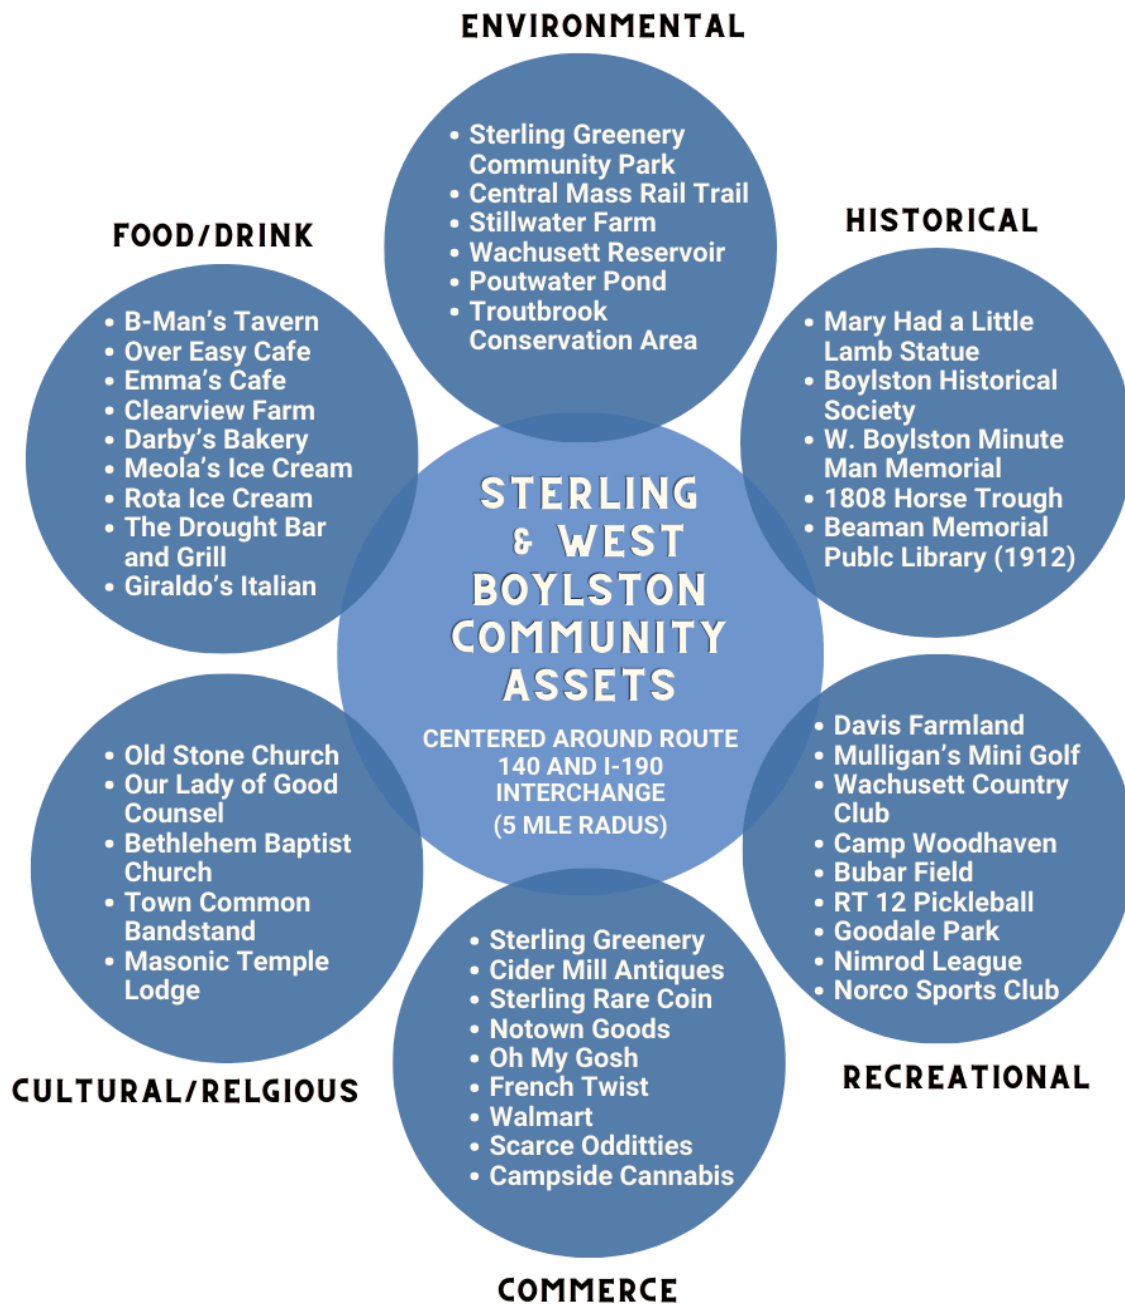 ENVIRONMENTAL
• Sterling Greenery
Community Park
• Central Mass Rail Trail
• Stillwater Farm
• Wachusett Reservoir
• Poutwater Pond
• Troutbrook
Conservation Area
FOOD/DRINK
• B-Man's Tavern
• Over Easy Cafe
• Emma's Cafe
• Clearview Farm
• Darby's Bakery
• Meola's Ice Cream
• Rota Ice Cream
• The Drought Bar
and Grill
• Giraldo's Italian
HISTORICAL
• Mary Had a Little
Lamb Statue
• Boylston Historical
Society
• W. Boylston Minute
Man Memorial
• 1808 Horse Trough
• Beaman Memorial
Publc Library (1912)
STERLING
& WEST
BOYLSTON
COMMUNITY
ASSETS
CENTERED AROUND ROUTE
140 AND I-190
INTERCHANGE
(5 MLE RADUS)
• Old Stone Church
• Our Lady of Good
Counsel
• Bethlehem Baptist
Church
• Town Common
Bandstand
• Masonic Temple
Lodge
CULTURAL/RELGIOUS
• Davis Farmland
• Mulligan's Mini Golf
• Wachusett Country
Club
• Camp Woodhaven
• Bubar Field
• RT 12 Pickleball
• Goodale Park
• Nimrod League
• Norco Sports Club
RECREATIONAL
• Sterling Greenery
• Cider Mill Antiques
• Sterling Rare Coin
• Notown Goods
• Oh My Gosh
• French Twist
• Walmart
• Scarce Odditties
• Campside Cannabis
COMMERCE